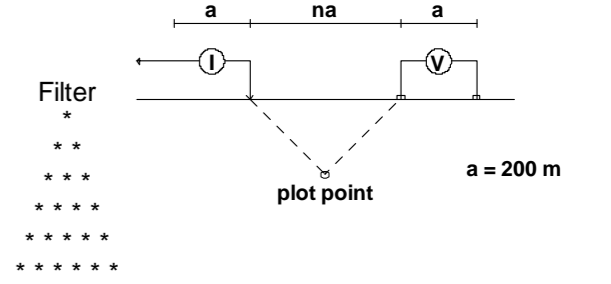 a na a
I V
Filter
*
* *
* * *
* * * *
* * * * *
* * * * * *
a = 200 m
plot point